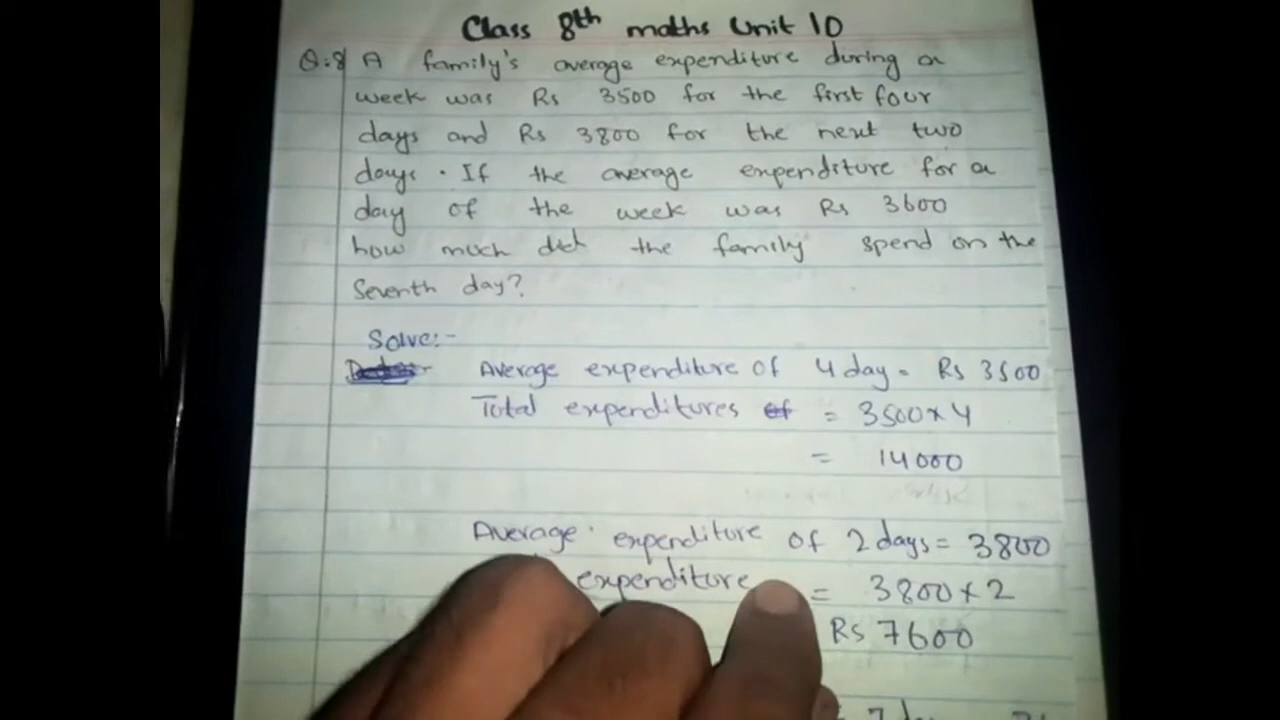 Class 8th maths Unit 10
Q.8 A family's average expenditure during a
week was Rs 3500 for the first four
days and Rs 3800 for the next two
days. If the average expenditure for a
day of the week was Rs 3600
how much did the family spend on the
Seventh day?
Solve:-
Average expenditure of 4 day = Rs 3500
Total expenditures of = 3500 × 4
= 14000
Average expenditure of 2 days = 3800
expenditure = 3800 × 2
Rs 7600